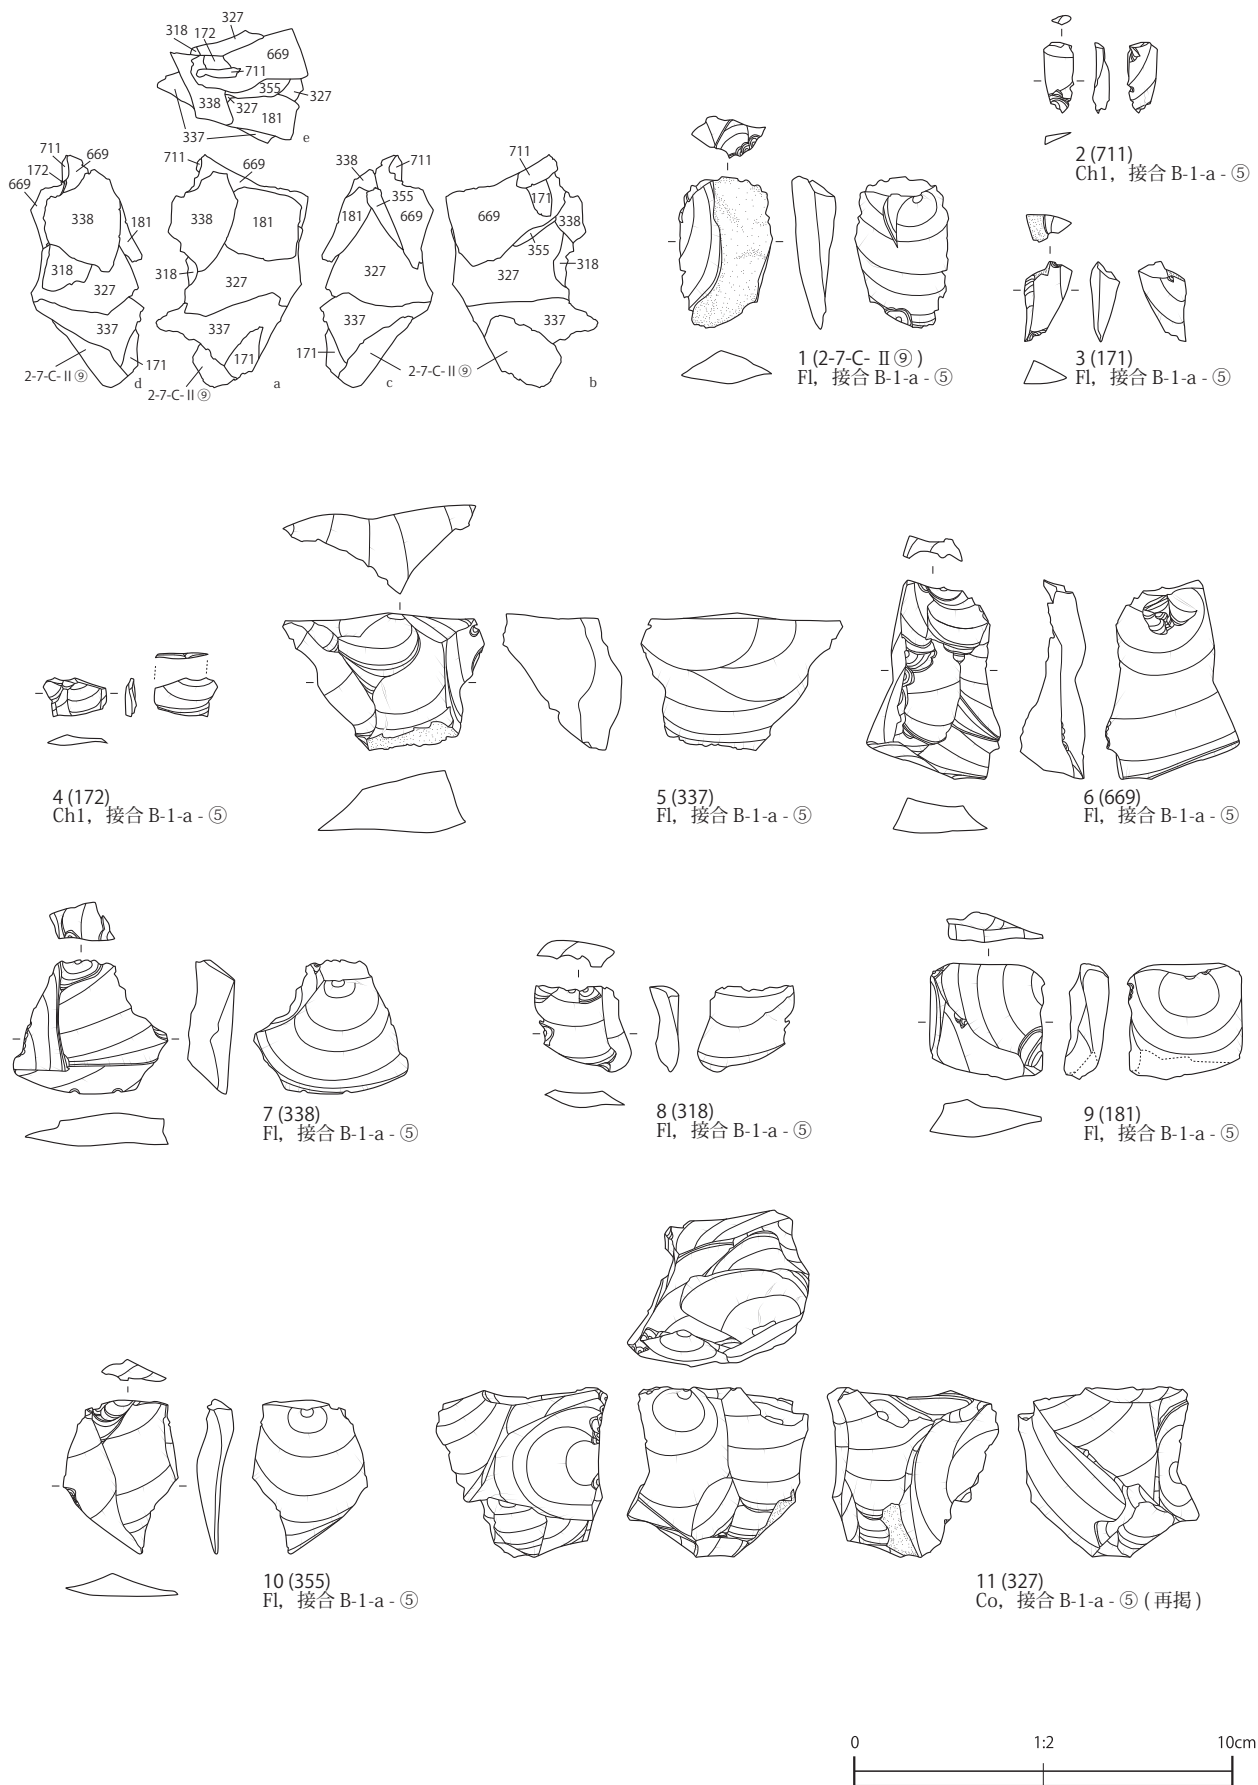 327
318
172
669
711
355
327
338
327
181
337
e
711
669
172
669
338
181
318
327
337
171
2-7-C-Ⅱ⑨
d
711
669
338
181
318
327
337
171
2-7-C-Ⅱ⑨
a
338
711
355
181
669
327
337
171
2-7-C-Ⅱ⑨
c
711
171
669
338
355
318
327
337
b
1 (2-7-C- Ⅱ⑨)
Fl, 接合 B-1-a - ⑤
2 (711)
Ch1, 接合 B-1-a - ⑤
3 (171)
Fl, 接合 B-1-a - ⑤
4 (172)
Ch1, 接合 B-1-a - ⑤
5 (337)
Fl, 接合 B-1-a - ⑤
6 (669)
Fl, 接合 B-1-a - ⑤
7 (338)
Fl, 接合 B-1-a - ⑤
8 (318)
Fl, 接合 B-1-a - ⑤
9 (181)
Fl, 接合 B-1-a - ⑤
10 (355)
Fl, 接合 B-1-a - ⑤
11 (327)
Co, 接合 B-1-a - ⑤ ( 再掲 )
0 1:2 10cm